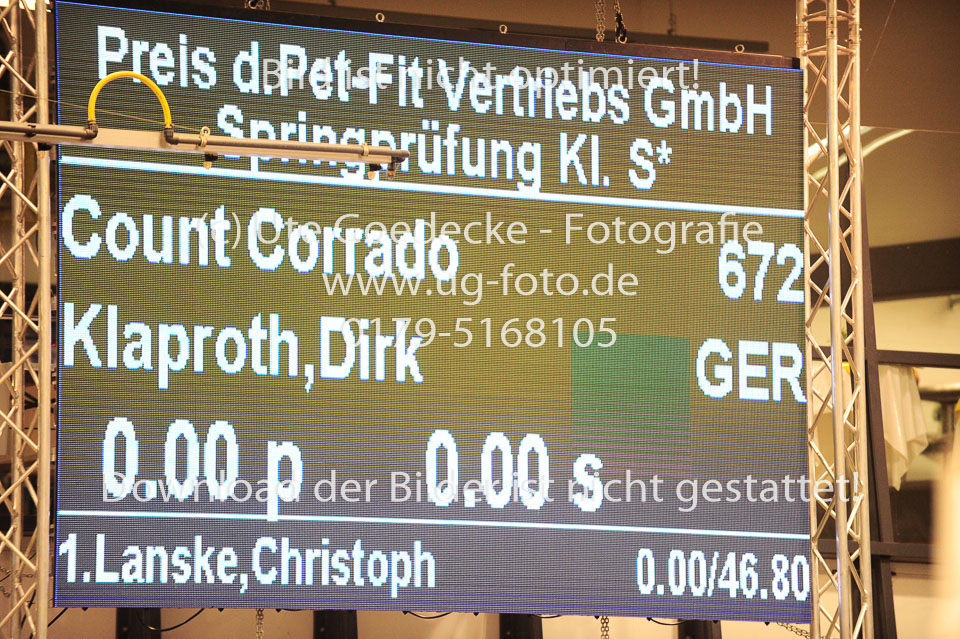 Preis d.Pet-Fit Vertriebs GmbH
Bild ist nicht optimiert!
Springprüfung Kl. S*
Count Corrado 672
(c) Ute Goedecke - Fotografie
www.ug-foto.de
Klaproth,Dirk GER
0179-5168105
0.00 p 0.00 s
Download der Bilder ist nicht gestattet!
1.Lanske,Christoph 0.00/46.80